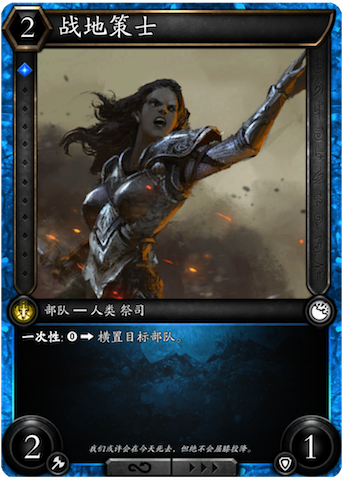 2 战地策士
部队 — 人类 祭司
一次性: 0 ➡ 横置目标部队。
我们或许会在今天死去，但绝不会屈膝投降。
2 1